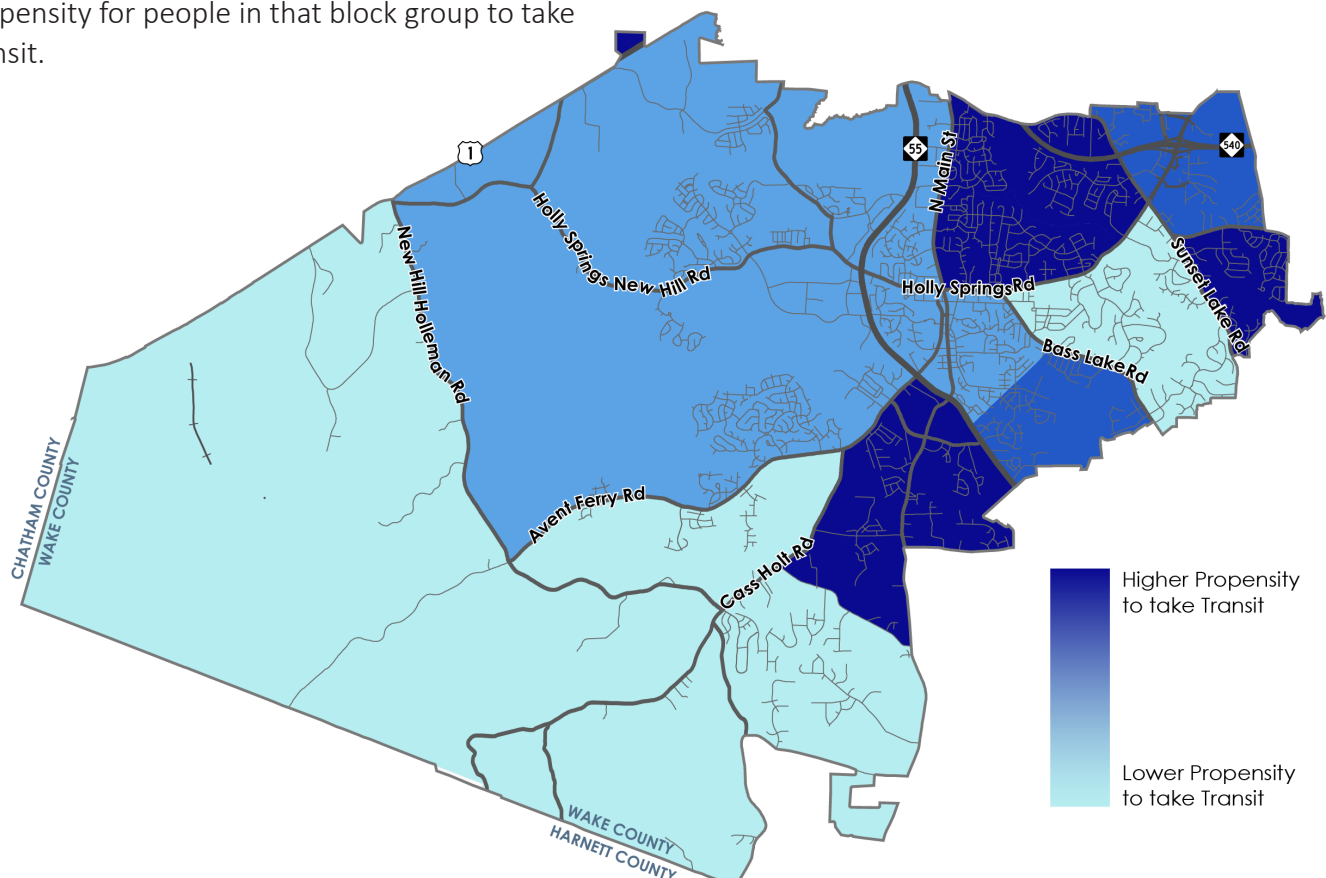 pensity for people in that block group to take
nsit.
1
55
540
N Main St
Holly Springs New Hill Rd
New Hill Holleman Rd
Holly Springs Rd
Sunset Lake Rd
Bass Lake Rd
Avent Ferry Rd
Cass Holt Rd
CHATHAM COUNTY
WAKE COUNTY
Higher Propensity
to take Transit
Lower Propensity
to take Transit
WAKE COUNTY
HARNETT COUNTY